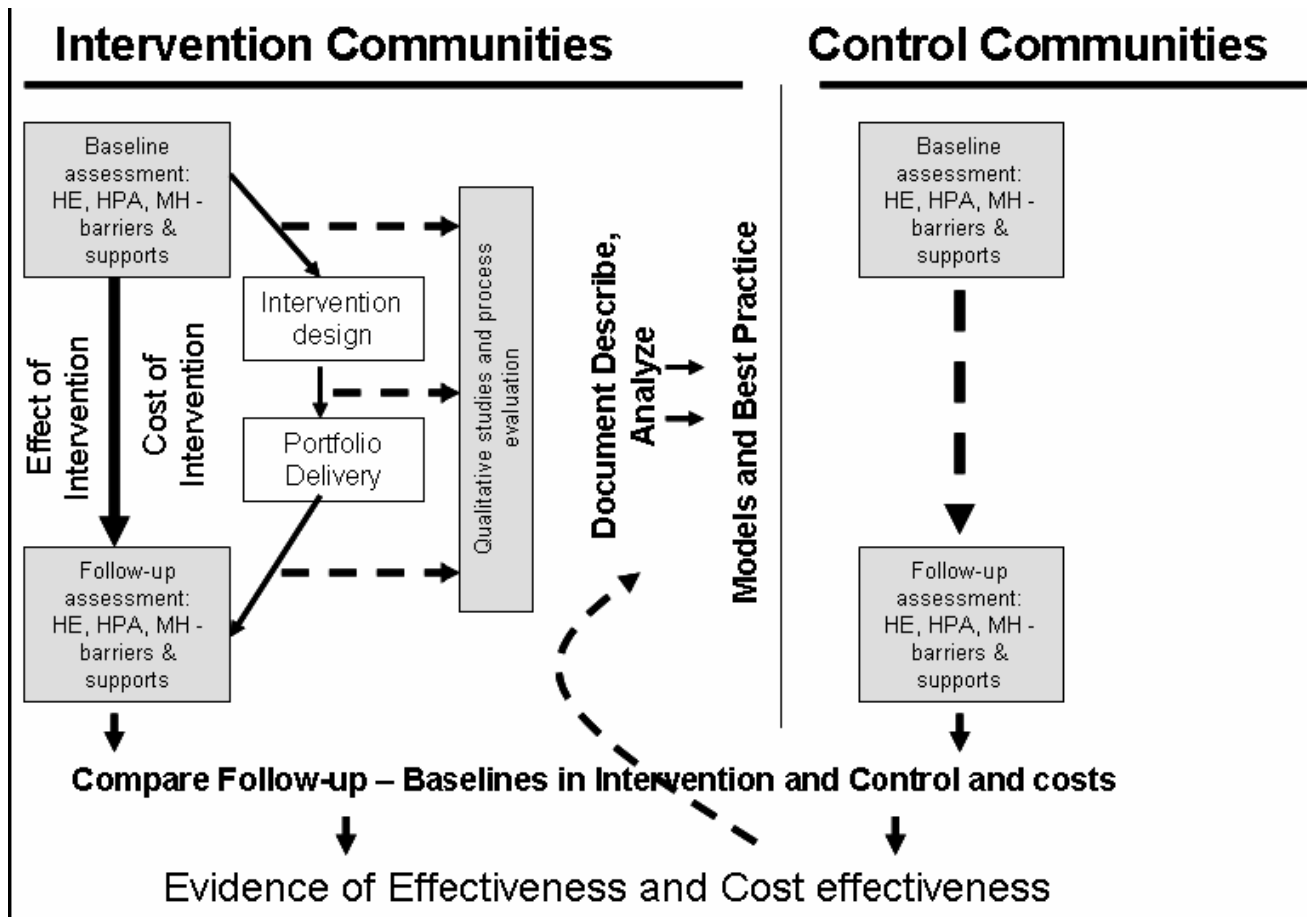 Intervention Communities
Control Communities
Baseline
assessment:
HE, HPA, MH -
barriers &
supports
Effect of
Intervention
Cost of
Intervention
Intervention
design
Portfolio
Delivery
Follow-up
assessment:
HE, HPA, MH -
barriers &
supports
Qualitative studies and process
evaluation
Document Describe,
Analyze
Models and Best Practice
Baseline
assessment:
HE, HPA, MH -
barriers &
supports
Follow-up
assessment:
HE, HPA, MH -
barriers &
supports
Compare Follow-up – Baselines in Intervention and Control and costs
Evidence of Effectiveness and Cost effectiveness